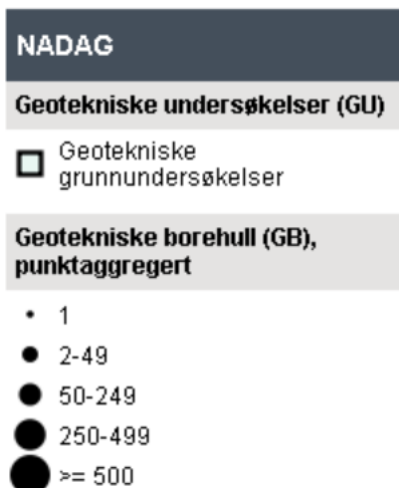 NADAG
Geotekniske undersøkelser (GU)
Geotekniske
grunnundersøkelser
Geotekniske borehull (GB),
punktaggregert
1
2-49
50-249
250-499
>= 500